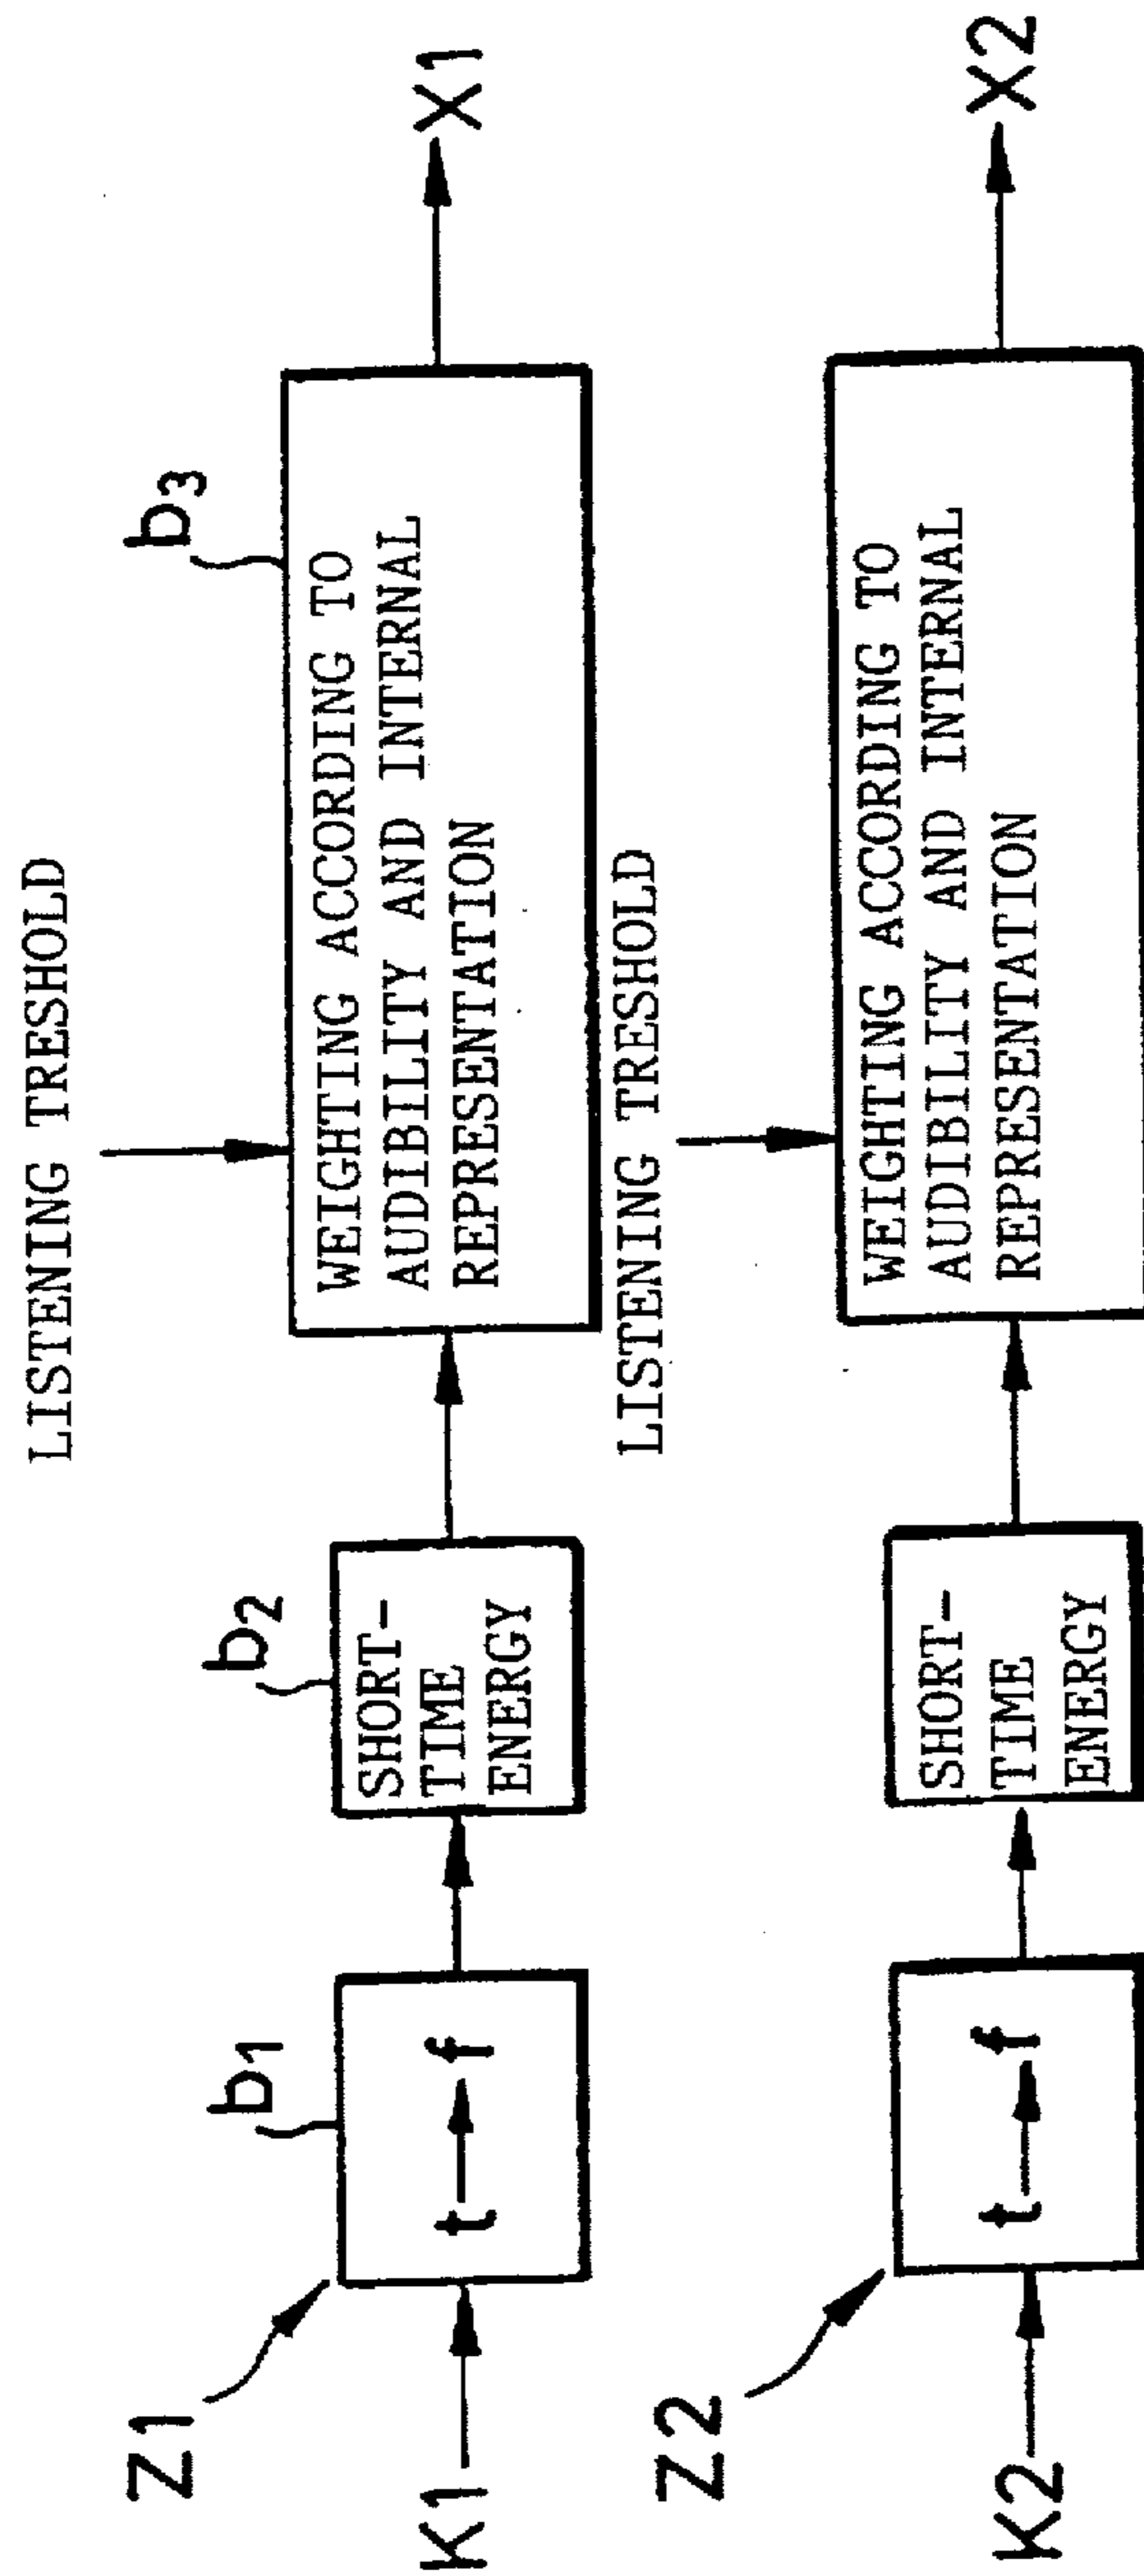 LISTENING TRESHOLD
Z1
b1
b2
b3
K1
t f
SHORT-
TIME
ENERGY
WEIGHTING ACCORDING TO
AUDIBILITY AND INTERNAL
REPRESENTATION
X1
LISTENING TRESHOLD
Z2
K2
t f
SHORT-
TIME
ENERGY
WEIGHTING ACCORDING TO
AUDIBILITY AND INTERNAL
REPRESENTATION
X2